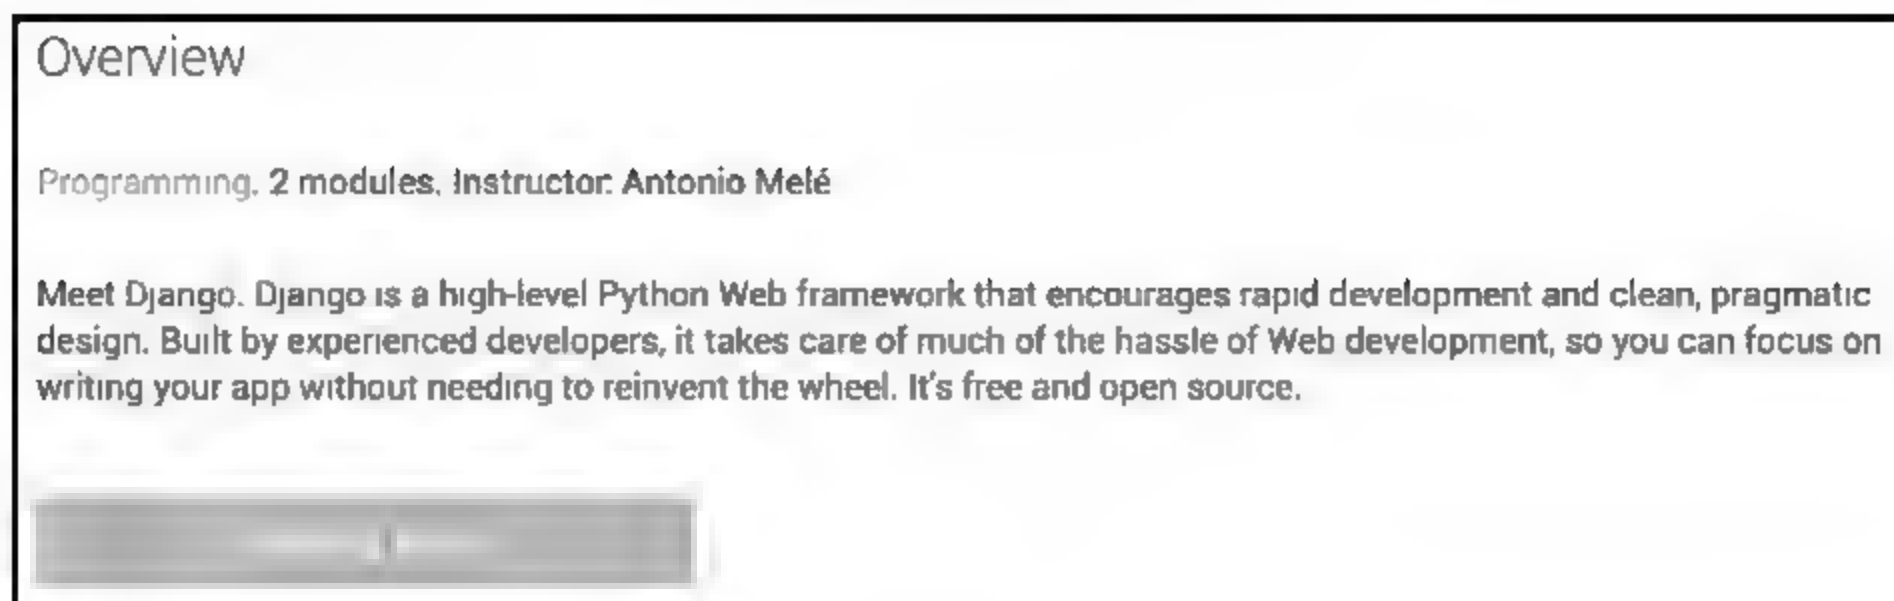 Overview
Programming. 2 modules. Instructor: Antonio Melé
Meet Django. Django is a high-level Python Web framework that encourages rapid development and clean, pragmatic
design. Built by experienced developers, it takes care of much of the hassle of Web development, so you can focus on
writing your app without needing to reinvent the wheel. It's free and open source.